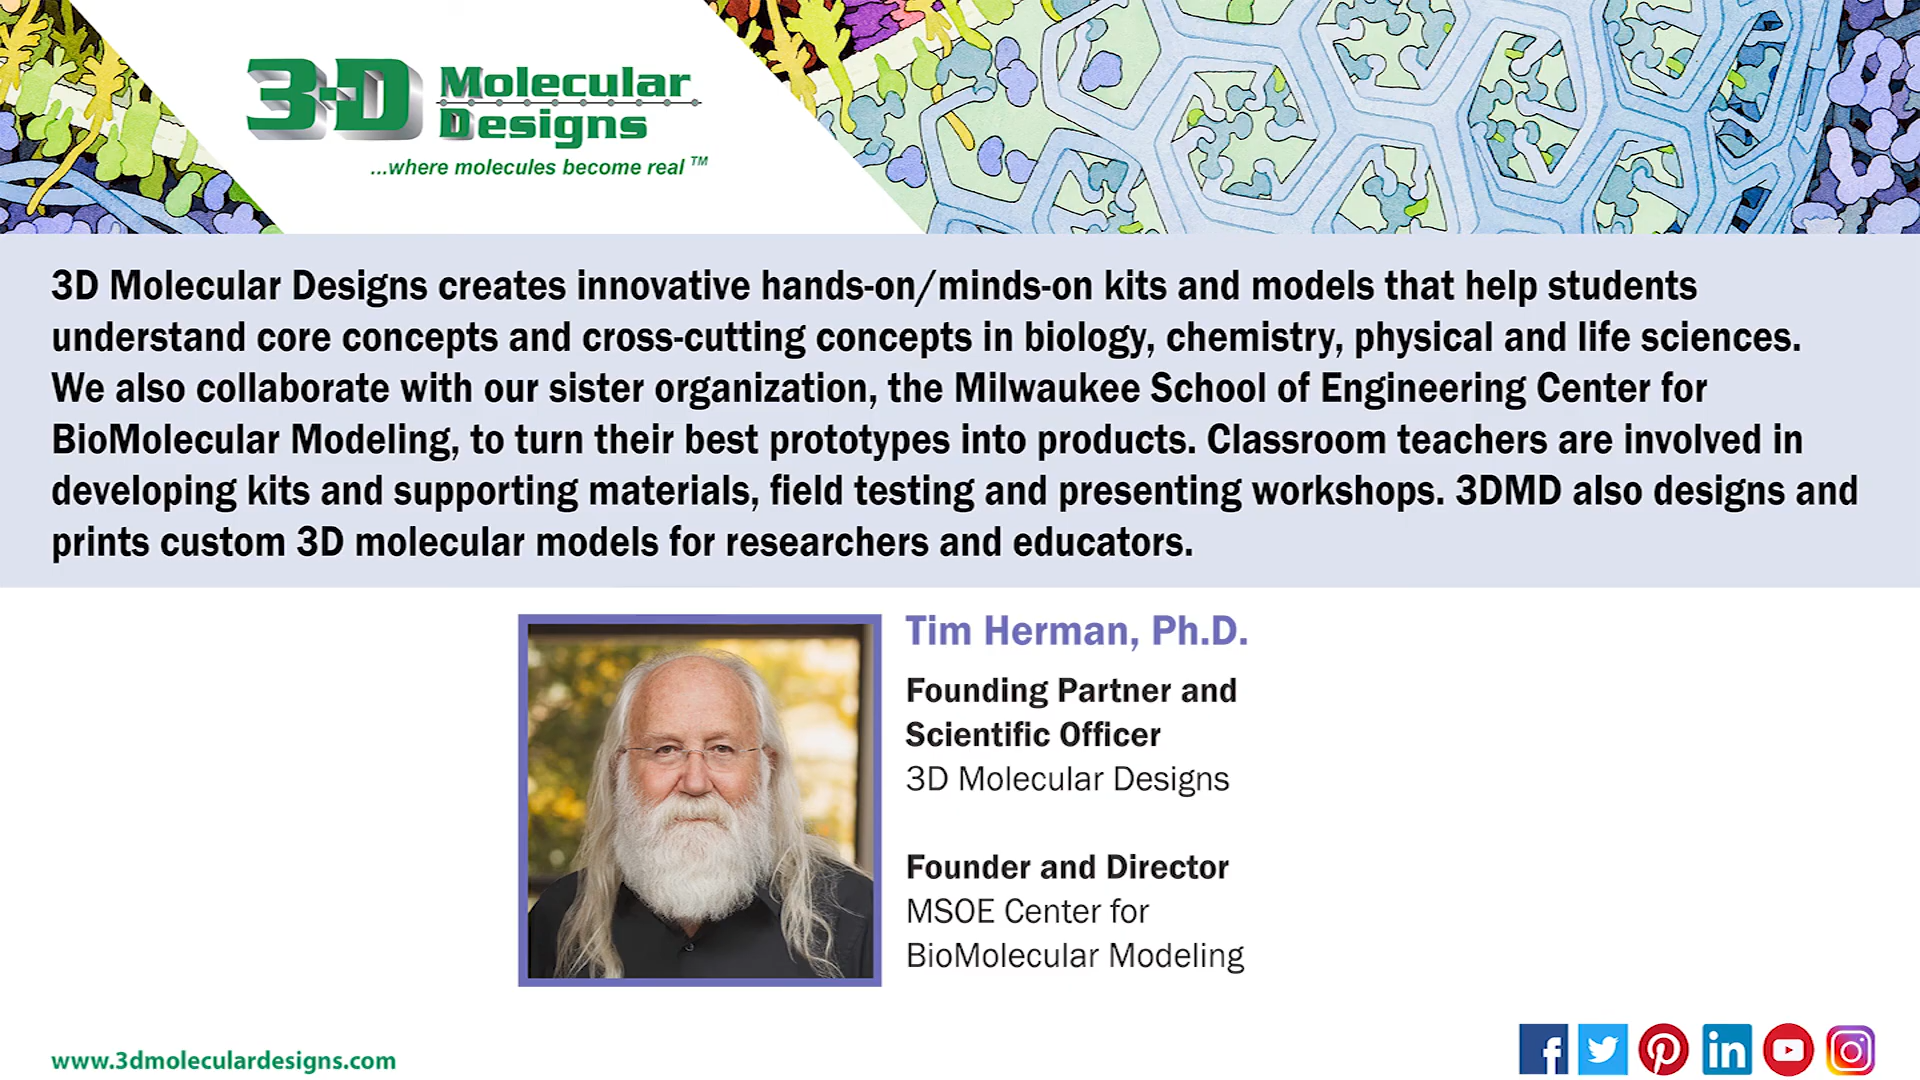 3-D Molecular
Designs
...where molecules become real ™
3D Molecular Designs creates innovative hands-on/minds-on kits and models that help students
understand core concepts and cross-cutting concepts in biology, chemistry, physical and life sciences.
We also collaborate with our sister organization, the Milwaukee School of Engineering Center for
BioMolecular Modeling, to turn their best prototypes into products. Classroom teachers are involved in
developing kits and supporting materials, field testing and presenting workshops. 3DMD also designs and
prints custom 3D molecular models for researchers and educators.
Tim Herman, Ph.D.
Founding Partner and
Scientific Officer
3D Molecular Designs
Founder and Director
MSOE Center for
BioMolecular Modeling
www.3dmoleculardesigns.com